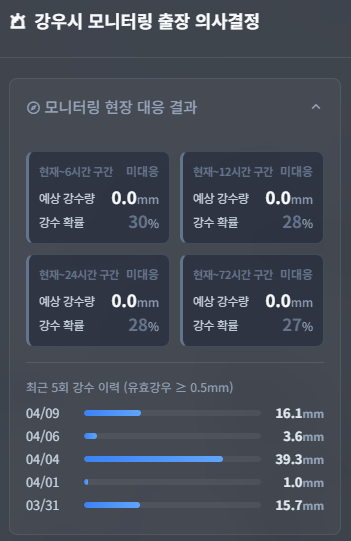 강우시 모니터링 출장 의사결정
모니터링 현장 대응 결과
현재~6시간 구간 미대응
예상 강수량 0.0mm
강수 확률 30%
현재~12시간 구간 미대응
예상 강수량 0.0mm
강수 확률 28%
현재~24시간 구간 미대응
예상 강수량 0.0mm
강수 확률 28%
현재~72시간 구간 미대응
예상 강수량 0.0mm
강수 확률 27%
최근 5회 강수 이력 (유효강우 ≥ 0.5mm)
04/09 16.1mm
04/06 3.6mm
04/04 39.3mm
04/01 1.0mm
03/31 15.7mm